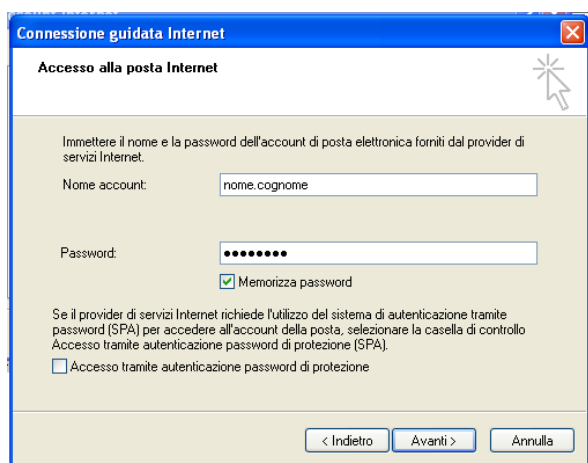 Connessione guidata Internet
Accesso alla posta Internet
Immettere il nome e la password dell'account di posta elettronica forniti dal provider di
servizi Internet.
Nome account:
nome.cognome
Password:
●●●●●●●●
Memorizza password
Se il provider di servizi Internet richiede l'utilizzo del sistema di autenticazione tramite
password (SPA) per accedere all'account della posta, selezionare la casella di controllo
Accesso tramite autenticazione password di protezione (SPA).
Accesso tramite autenticazione password di protezione
< Indietro
Avanti >
Annulla